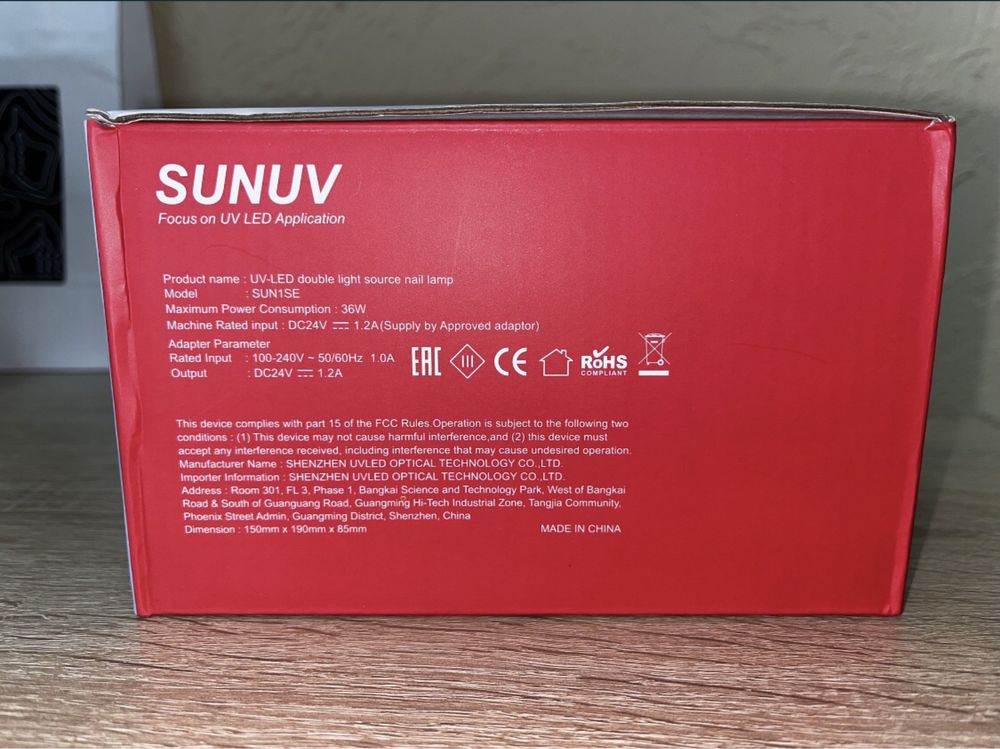 SUNUV
Focus on UV LED Application
Product name : UV-LED double light source nail lamp
Model : SUN1SE
Maximum Power Consumption : 36W
Machine Rated input : DC24V ⎓ 1.2A(Supply by Approved adaptor)
Adapter Parameter
Rated Input : 100-240V ~ 50/60Hz 1.0A
Output : DC24V ⎓ 1.2A
EAC III CE RoHS
COMPLIANT
This device complies with part 15 of the FCC Rules.Operation is subject to the following two
conditions : (1) This device may not cause harmful interference,and (2) this device must
accept any interference received, including interference that may cause undesired operation.
Manufacturer Name : SHENZHEN UVLED OPTICAL TECHNOLOGY CO.,LTD.
Importer Information : SHENZHEN UVLED OPTICAL TECHNOLOGY CO.,LTD.
Address : Room 301, FL 3, Phase 1, Bangkai Science and Technology Park, West of Bangkai
Road & South of Guanguang Road, Guangming Hi-Tech Industrial Zone, Tangjia Community,
Phoenix Street Admin, Guangming District, Shenzhen, China
Dimension : 150mm x 190mm x 85mm MADE IN CHINA